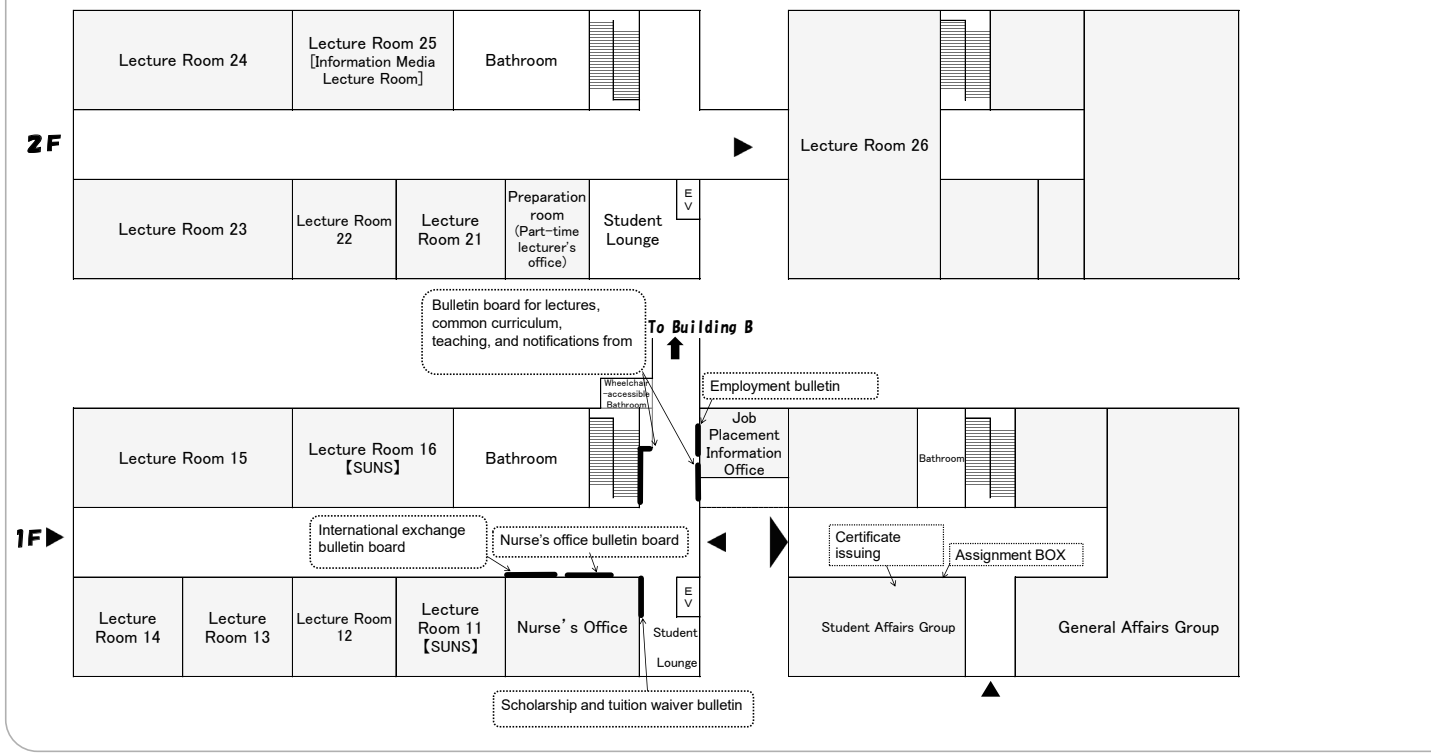 Lecture Room 24
Lecture Room 25
[Information Media
Lecture Room]
Bathroom
2F
Lecture Room 26
Lecture Room 23
Lecture Room
22
Lecture
Room 21
Preparation
room
(Part-time
lecturer's
office)
Student
Lounge
E
V
Bulletin board for lectures,
common curriculum,
teaching, and notifications from
To Building B
Wheelchair
-accessible
Bathroom
Employment bulletin
Lecture Room 15
Lecture Room 16
【SUNS】
Bathroom
Job
Placement
Information
Office
Bathroom
1F
International exchange
bulletin board
Nurse's office bulletin board
Certificate
issuing
Assignment BOX
Lecture
Room 14
Lecture
Room 13
Lecture Room
12
Lecture
Room 11
【SUNS】
Nurse’s Office
E
V
Student
Lounge
Student Affairs Group
General Affairs Group
Scholarship and tuition waiver bulletin